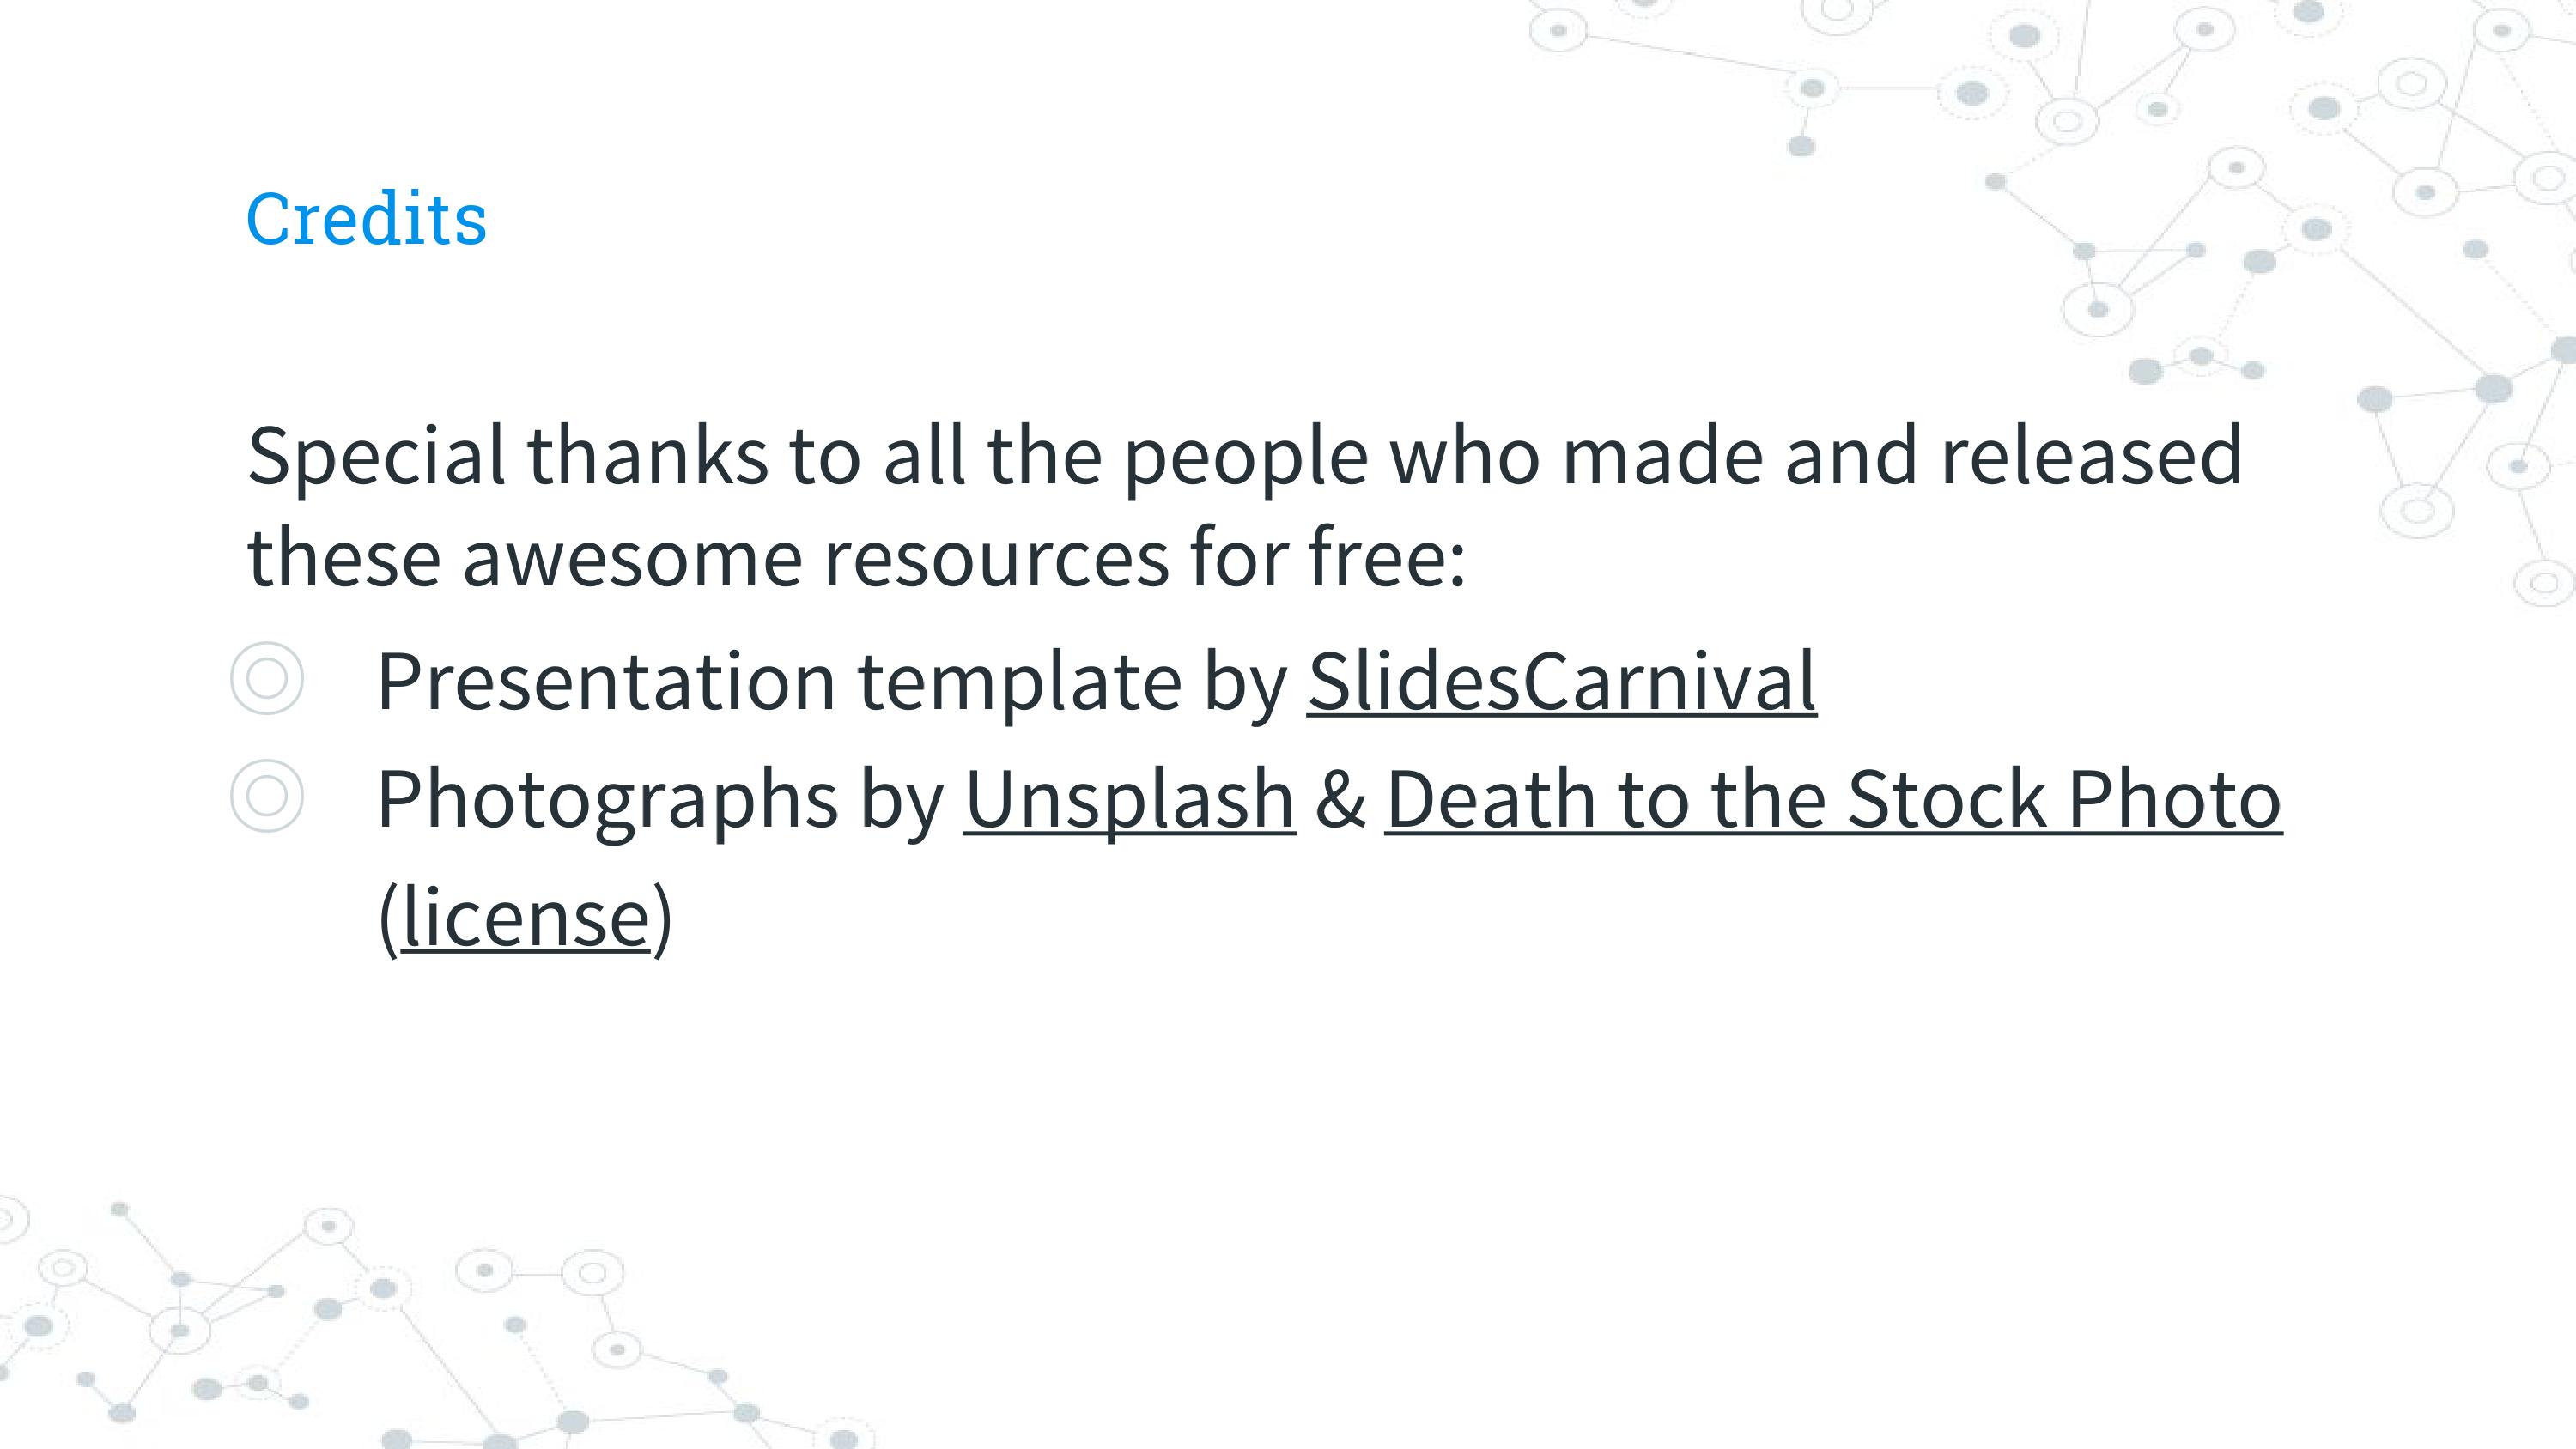 Credits
Special thanks to all the people who made and released
these awesome resources for free:
Presentation template by SlidesCarnival
Photographs by Unsplash & Death to the Stock Photo
(license)